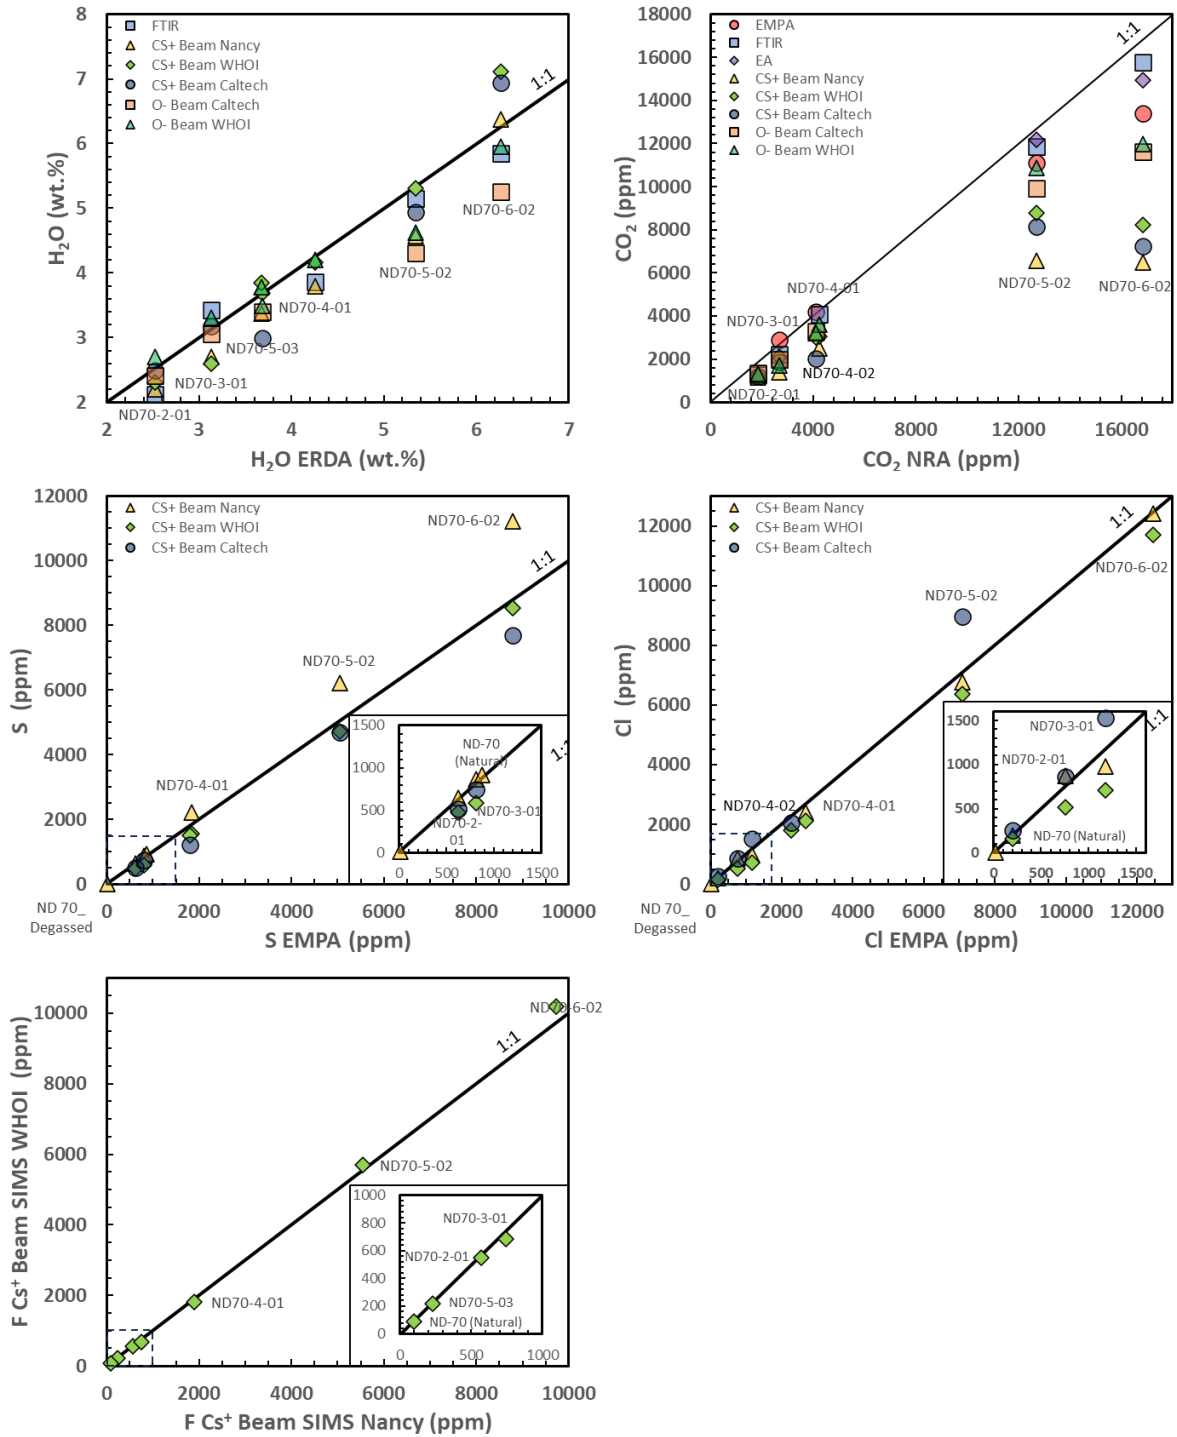 8
7
6
5
4
3
2
2
3
4
5
6
7
H₂O (wt.%)
H₂O ERDA (wt.%)
FTIR
CS+ Beam Nancy
CS+ Beam WHOI
CS+ Beam Caltech
O- Beam Caltech
O- Beam WHOI
1:1
ND70-6-02
ND70-5-02
ND70-4-01
ND70-5-03
ND70-3-01
ND70-2-01
18000
16000
14000
12000
10000
8000
6000
4000
2000
0
0
4000
8000
12000
16000
CO₂ (ppm)
CO₂ NRA (ppm)
EMPA
FTIR
EA
CS+ Beam Nancy
CS+ Beam WHOI
CS+ Beam Caltech
O- Beam Caltech
O- Beam WHOI
1:1
ND70-4-01
ND70-3-01
ND70-5-02
ND70-6-02
ND70-4-02
ND70-2-01
12000
10000
8000
6000
4000
2000
0
0
2000
4000
6000
8000
10000
S (ppm)
S EMPA (ppm)
CS+ Beam Nancy
CS+ Beam WHOI
CS+ Beam Caltech
ND70-6-02
1:1
ND70-5-02
ND70-4-01
ND 70_
Degassed
1500
1000
500
0
500
1000
1500
ND-70
(Natural)
ND70-3-01
ND70-2-
01
1:1
12000
10000
8000
6000
4000
2000
0
0
2000
4000
6000
8000
10000
12000
Cl (ppm)
Cl EMPA (ppm)
CS+ Beam Nancy
CS+ Beam WHOI
CS+ Beam Caltech
1:1
ND70-6-02
ND70-5-02
ND70-4-02
ND70-4-01
ND 70_
Degassed
1500
1000
500
0
0
500
1000
1500
ND70-3-01
ND70-2-01
ND-70 (Natural)
1:1
10000
8000
6000
4000
2000
0
0
2000
4000
6000
8000
10000
F Cs⁺ Beam SIMS WHOI (ppm)
F Cs⁺ Beam SIMS Nancy (ppm)
ND70-6-02
1:1
ND70-5-02
ND70-4-01
1000
800
600
400
200
0
0
500
1000
ND70-3-01
ND70-2-01
ND70-5-03
ND-70 (Natural)